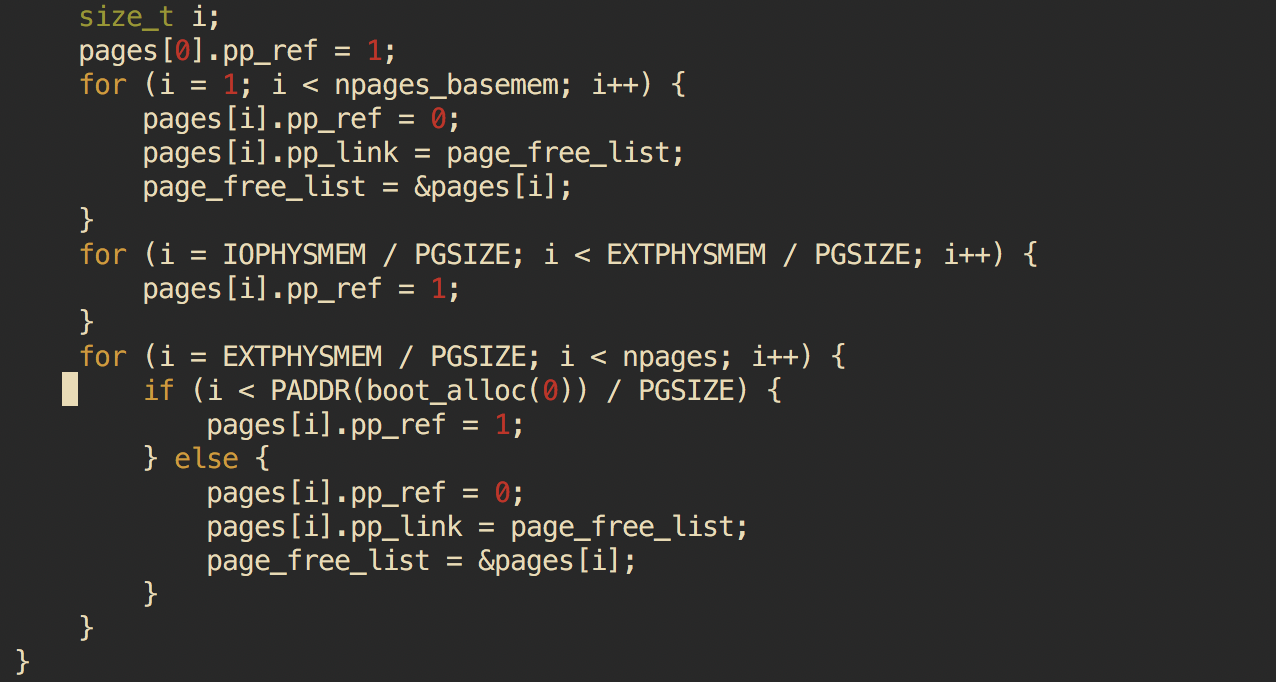 size_t i;
    pages[0].pp_ref = 1;
    for (i = 1; i < npages_basemem; i++) {
        pages[i].pp_ref = 0;
        pages[i].pp_link = page_free_list;
        page_free_list = &pages[i];
    }
    for (i = IOPHYSMEM / PGSIZE; i < EXTPHYSMEM / PGSIZE; i++) {
        pages[i].pp_ref = 1;
    }
    for (i = EXTPHYSMEM / PGSIZE; i < npages; i++) {
        if (i < PADDR(boot_alloc(0)) / PGSIZE) {
            pages[i].pp_ref = 1;
        } else {
            pages[i].pp_ref = 0;
            pages[i].pp_link = page_free_list;
            page_free_list = &pages[i];
        }
    }
}